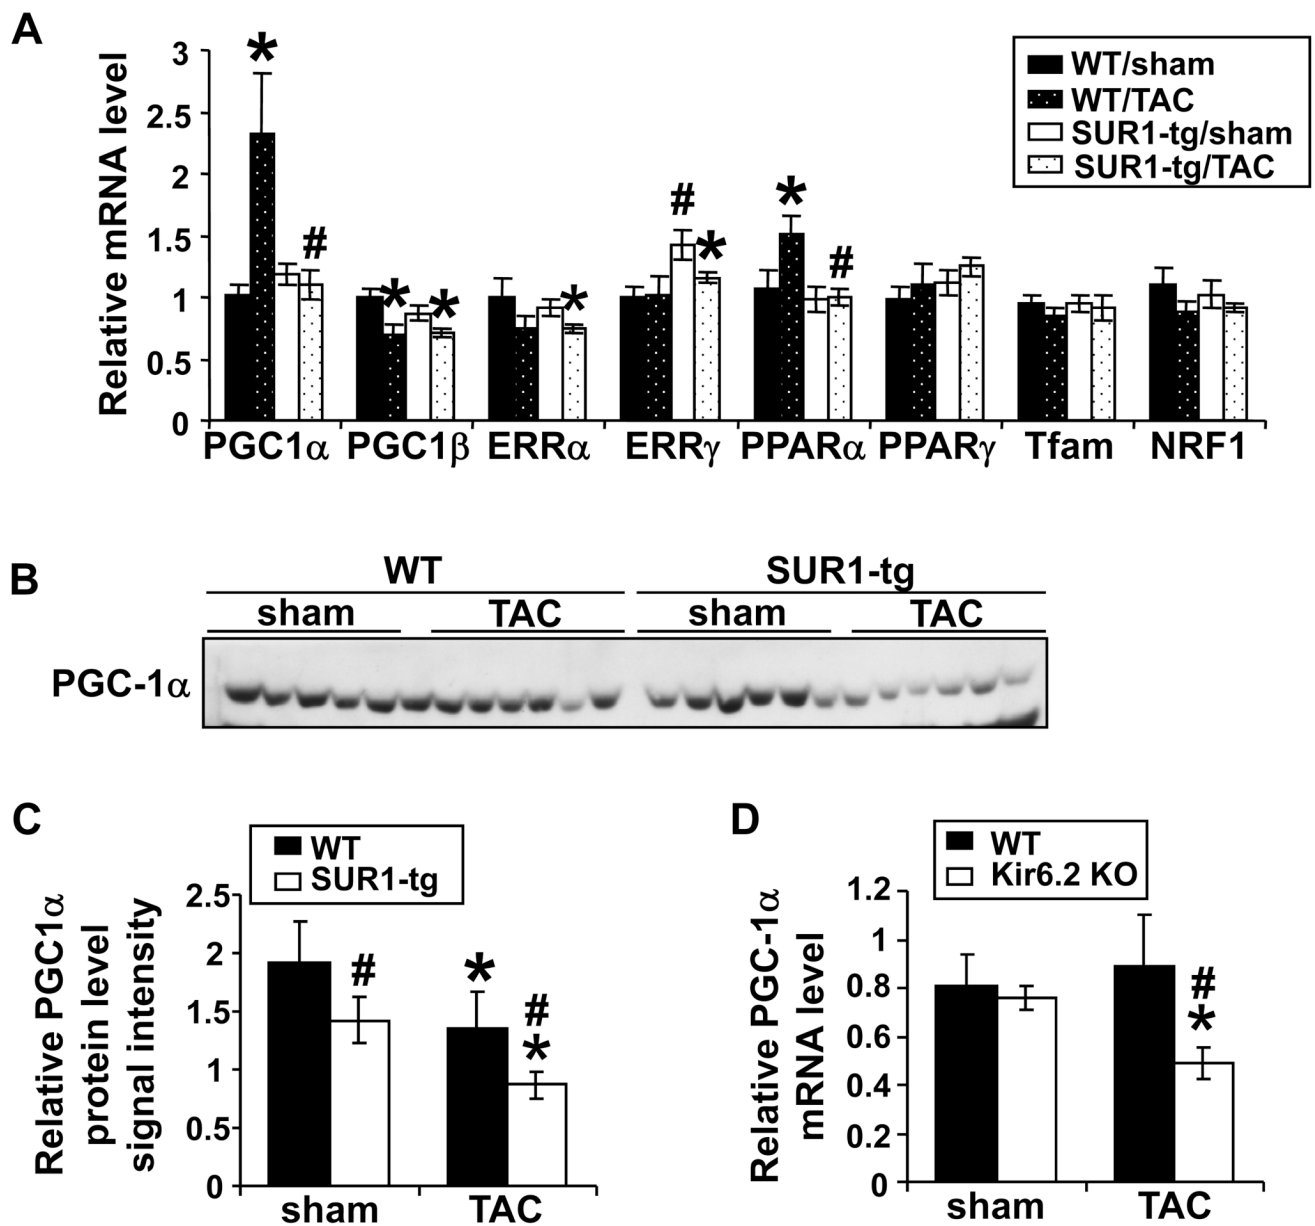 A
Relative mRNA level
3
2.5
2
1.5
1
0.5
0
WT/sham
WT/TAC
SUR1-tg/sham
SUR1-tg/TAC
*
#
*
*
*
#
*
*
#
PGC1α PGC1β ERRα ERRγ PPARα PPARγ Tfam NRF1
B
WT SUR1-tg
sham TAC sham TAC
PGC-1α
C
WT
SUR1-tg
Relative PGC1α
protein level
signal intensity
2.5
2
1.5
1
0.5
0
#
*
#
*
sham TAC
D
WT
Kir6.2 KO
Relative PGC-1α
mRNA level
1.2
1
0.8
0.6
0.4
0.2
0
#
*
sham TAC